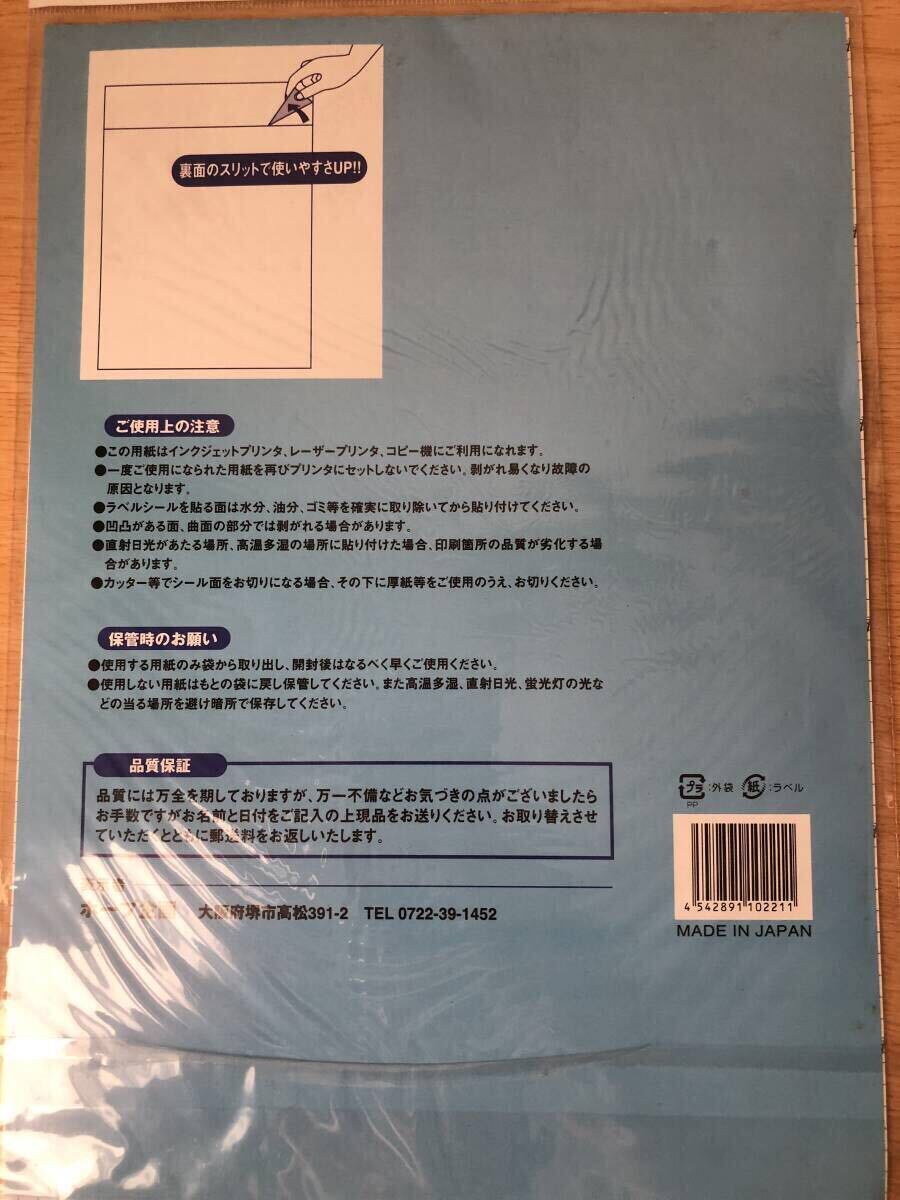 裏面のスリットで使いやすさUP!!
ご使用上の注意
●この用紙はインクジェットプリンタ、レーザープリンタ、コピー機にご利用になれます。
●一度ご使用になられた用紙を再びプリンタにセットしないでください。剥がれ易くなり故障の
原因となります。
●ラベルシールを貼る面は水分、油分、ゴミ等を確実に取り除いてから貼り付けてください。
●凹凸がある面、曲面の部分では剥がれる場合があります。
●直射日光があたる場所、高温多湿の場所に貼り付けた場合、印刷箇所の品質が劣化する場
合があります。
●カッター等でシール面をお切りになる場合、その下に厚紙等をご使用のうえ、お切りください。
保管時のお願い
●使用する用紙のみ袋から取り出し、開封後はなるべく早くご使用ください。
●使用しない用紙はもとの袋に戻し保管してください。また高温多湿、直射日光、蛍光灯の光な
どの当る場所を避け暗所で保存してください。
品質保証
品質には万全を期しておりますが、万一不備などお気づきの点がございましたら
お手数ですがお名前と日付をご記入の上現品をお送りください。お取り替えさせ
ていただくとともに郵送料をお返しいたします。
プラ:外袋 紙:ラベル
PP
大阪府堺市高松391-2 TEL 0722-39-1452
4 542891 102211
MADE IN JAPAN